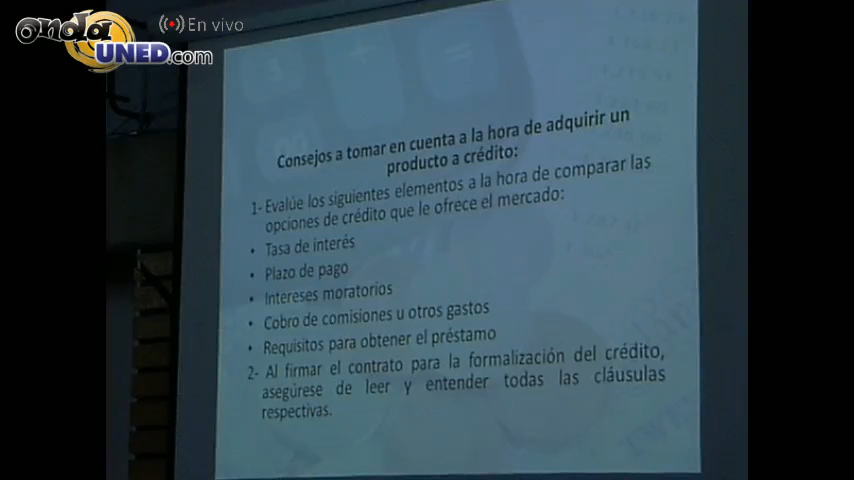 onda UNED.com
En vivo
Consejos a tomar en cuenta a la hora de adquirir un
producto a crédito:
1- Evalúe los siguientes elementos a la hora de comparar las
opciones de crédito que le ofrece el mercado:
• Tasa de interés
• Plazo de pago
• Intereses moratorios
• Cobro de comisiones u otros gastos
• Requisitos para obtener el préstamo
2- Al firmar el contrato para la formalización del crédito,
asegúrese de leer y entender todas las cláusulas
respectivas.